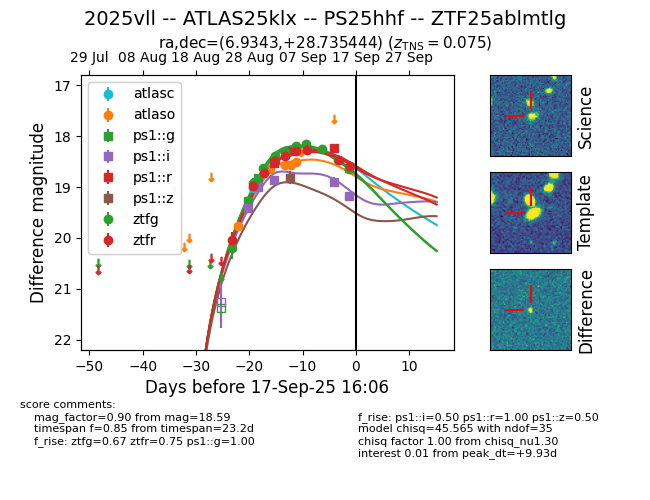 2025vll -- ATLAS25klx -- PS25hhf -- ZTF25ablmtlg
ra,dec=(6.9343,+28.735444) (z_TNS = 0.075)
29 Jul 08 Aug 18 Aug 28 Aug 07 Sep 17 Sep 27 Sep
17
18
19
20
21
22
Difference magnitude
atlasc
atlaso
ps1::g
ps1::i
ps1::r
ps1::z
ztfg
ztfr
−50 −40 −30 −20 −10 0 10
Days before 17-Sep-25 16:06
Science
Template
Difference
score comments:
mag_factor=0.90 from mag=18.59
timespan f=0.85 from timespan=23.2d
f_rise: ztfg=0.67 ztfr=0.75 ps1::g=1.00
f_rise: ps1::i=0.50 ps1::r=1.00 ps1::z=0.50
model chisq=45.565 with ndof=35
chisq factor 1.00 from chisq_nu1.30
interest 0.01 from peak_dt=+9.93d